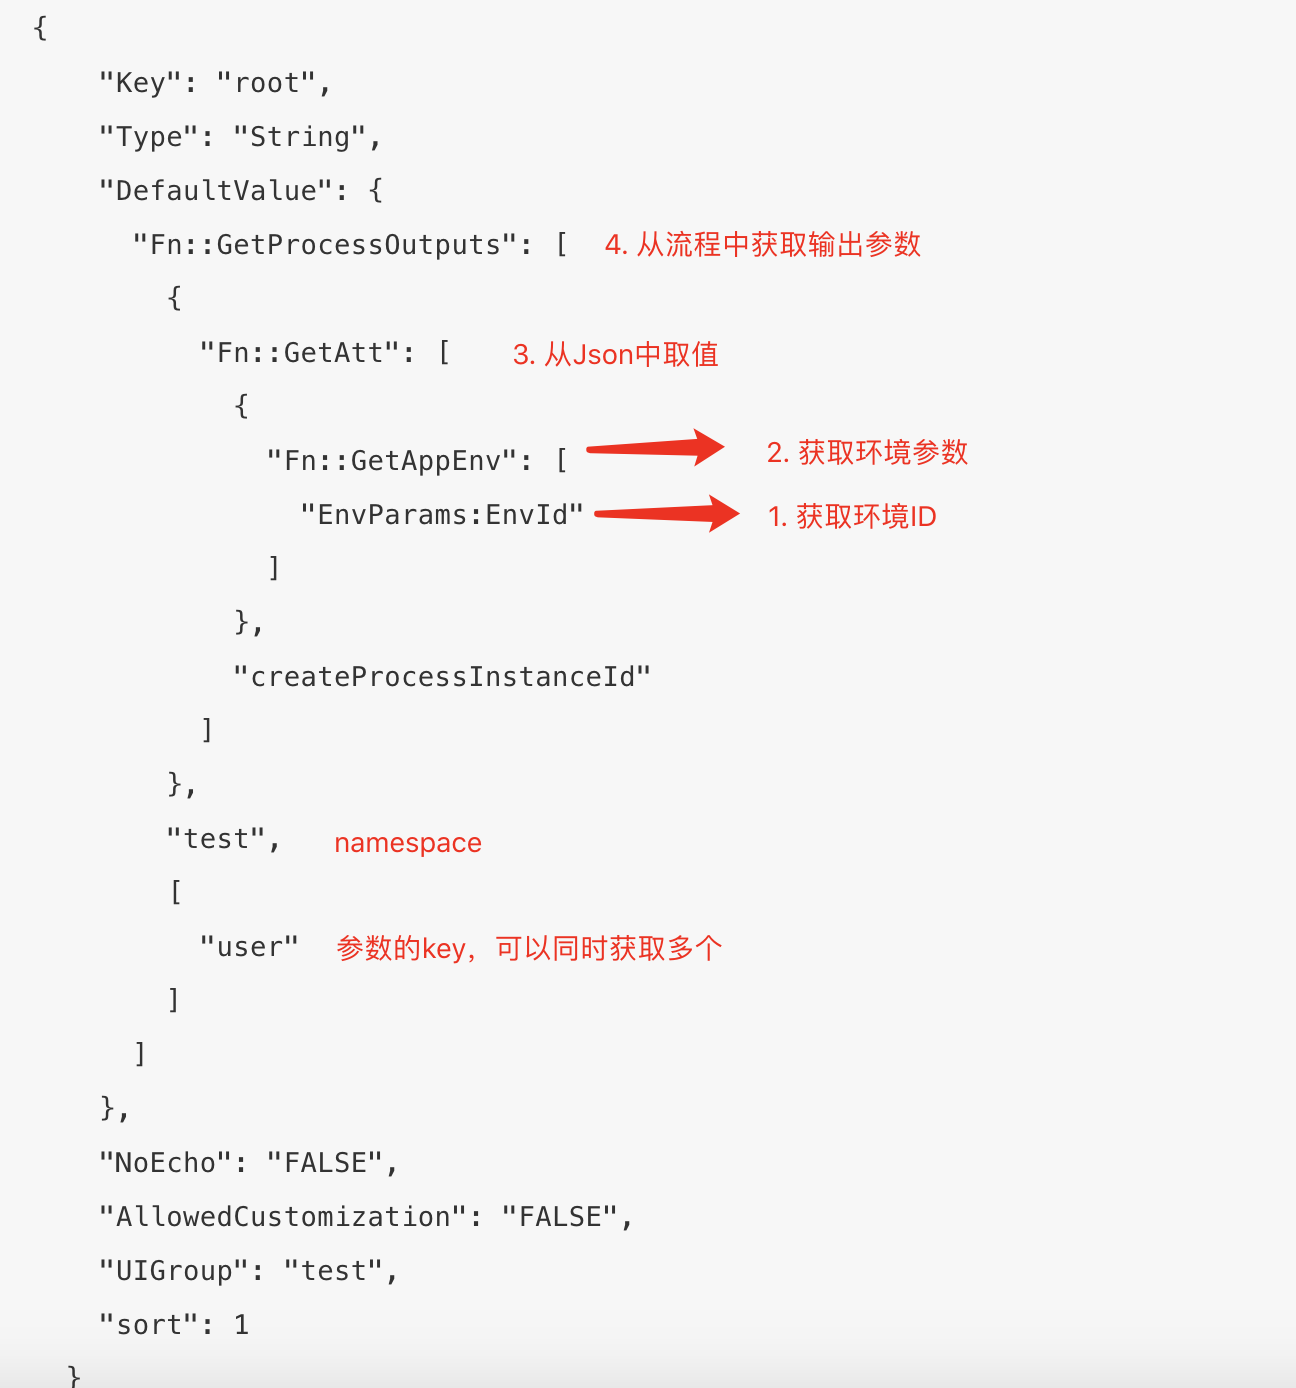 {
"Key": "root",
"Type": "String",
"DefaultValue": {
"Fn::GetProcessOutputs": [ 4. 从流程中获取输出参数
{
"Fn::GetAtt": [ 3. 从Json中取值
{
"Fn::GetAppEnv": [ 2. 获取环境参数
"EnvParams:EnvId" 1. 获取环境ID
]
},
"createProcessInstanceId"
]
},
"test", namespace
[
"user" 参数的key，可以同时获取多个
]
]
},
"NoEcho": "FALSE",
"AllowedCustomization": "FALSE",
"UIGroup": "test",
"sort": 1
}